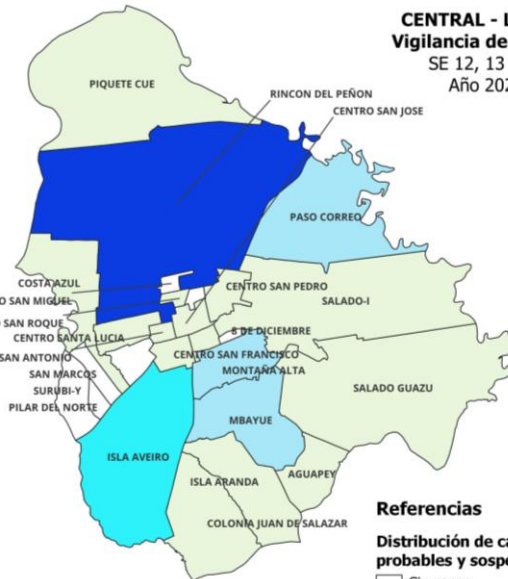 CENTRAL - L
Vigilancia de
SE 12, 13
Año 202
PIQUETE CUE
RINCON DEL PEÑON
CENTRO SAN JOSE
PASO CORREO
COSTA AZUL
CENTRO SAN PEDRO
O SAN MIGUEL
SALADO-I
O SAN ROQUE
CENTRO SANTA LUCIA
8 DE DICIEMBRE
SAN ANTONIO
CENTRO SAN FRANCISCO
SAN MARCOS
MONTAÑA ALTA
SURUBI-Y
SALADO GUAZU
PILAR DEL NORTE
MBAYUE
ISLA AVEIRO
AGUAPEY
ISLA ARANDA
COLONIA JUAN DE SALAZAR
Referencias
Distribución de ca
probables y sospe